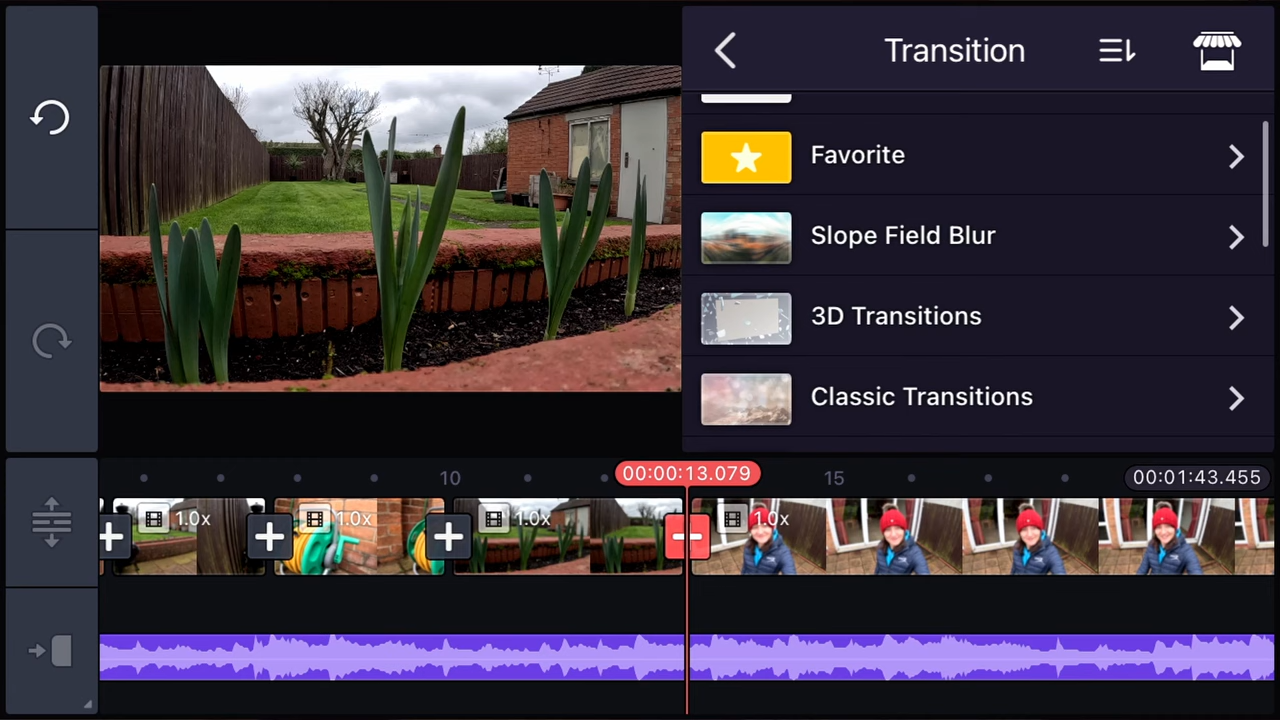 Transition
Favorite
Slope Field Blur
3D Transitions
Classic Transitions
10
00:00:13.079
15
00:01:43.455
1.0x
1.0x
1.0x
1.0x